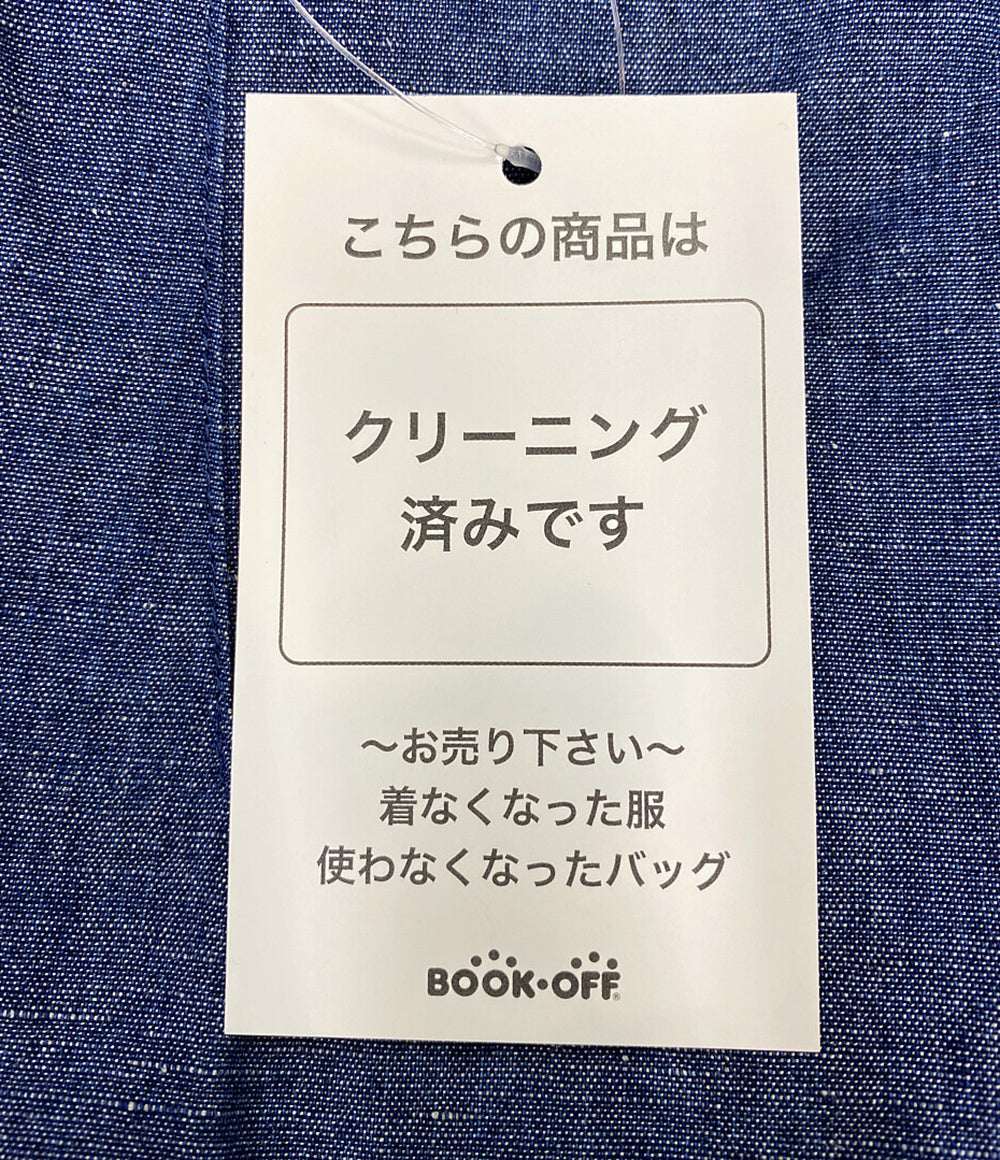 こちらの商品は
クリーニング
済みです
〜お売り下さい〜
着なくなった服
使わなくなったバッグ
BOOK・OFF®